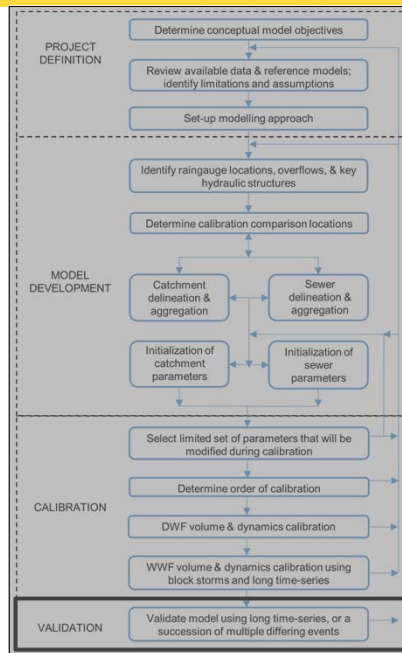 PROJECT
DEFINITION
Determine conceptual model objectives
Review available data & reference models;
identify limitations and assumptions
Set-up modelling approach
MODEL
DEVELOPMENT
Identify raingauge locations, overflows, & key
hydraulic structures
Determine calibration comparison locations
Catchment
delineation &
aggregation
Sewer
delineation &
aggregation
Initialization of
catchment
parameters
Initialization of
sewer
parameters
CALIBRATION
Select limited set of parameters that will be
modified during calibration
Determine order of calibration
DWF volume & dynamics calibration
WWF volume & dynamics calibration using
block storms and long time-series
VALIDATION
Validate model using long time-series, or a
succession of multiple differing events